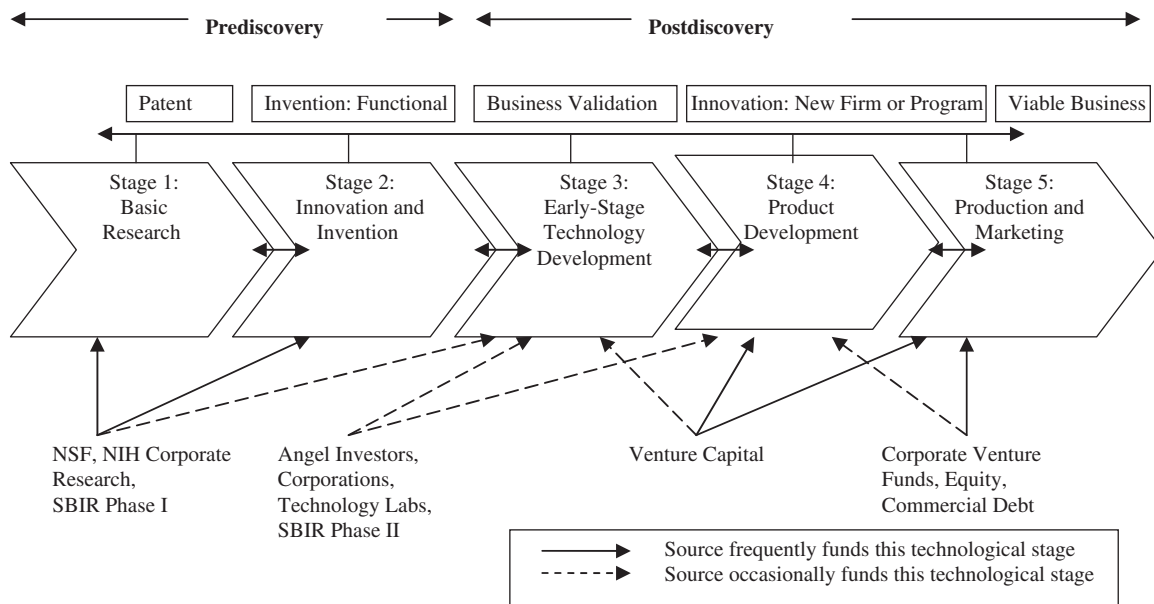 Prediscovery
Postdiscovery
Patent
Invention: Functional
Business Validation
Innovation: New Firm or Program
Viable Business
Stage 1:
Basic
Research
Stage 2:
Innovation and
Invention
Stage 3:
Early-Stage
Technology
Development
Stage 4:
Product
Development
Stage 5:
Production and
Marketing
NSF, NIH Corporate
Research,
SBIR Phase I
Angel Investors,
Corporations,
Technology Labs,
SBIR Phase II
Venture Capital
Corporate Venture
Funds, Equity,
Commercial Debt
Source frequently funds this technological stage
Source occasionally funds this technological stage